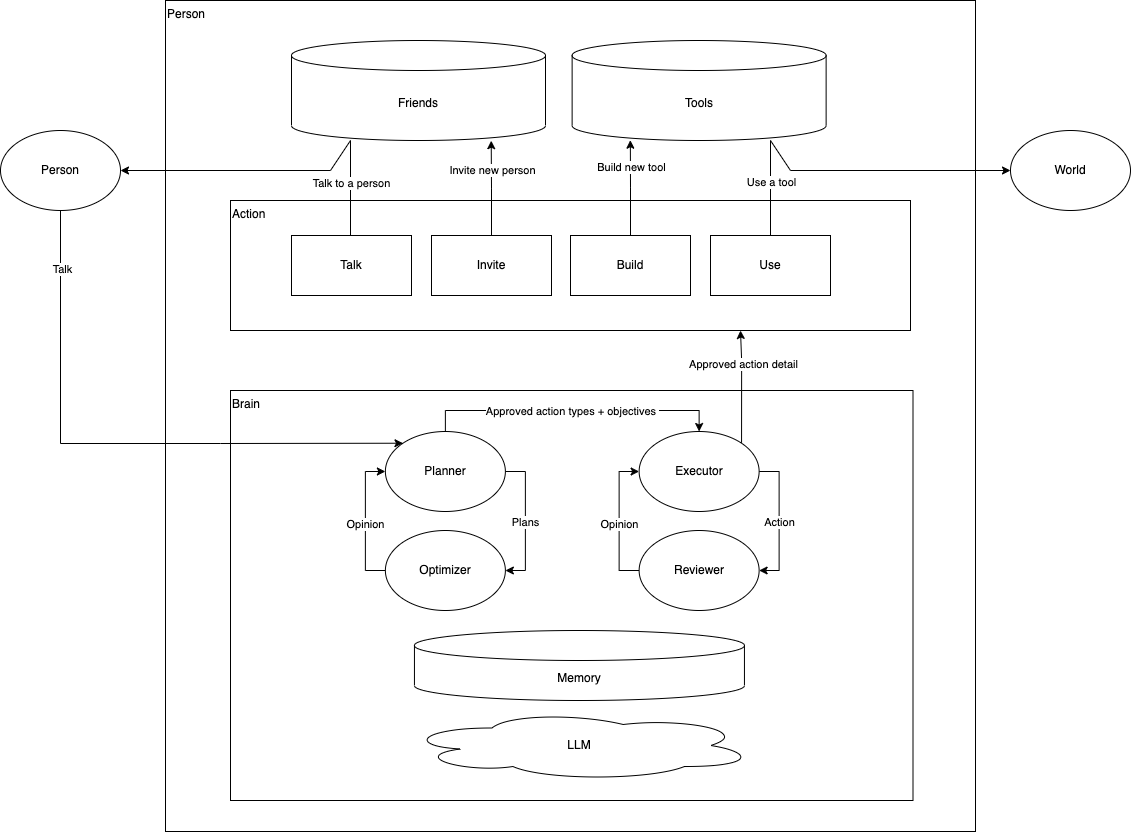 Person
Friends
Tools
Person
World
Talk to a person
Invite new person
Build new tool
Use a tool
Action
Talk
Invite
Build
Use
Talk
Approved action detail
Brain
Approved action types + objectives
Planner
Executor
Opinion
Plans
Opinion
Action
Optimizer
Reviewer
Memory
LLM